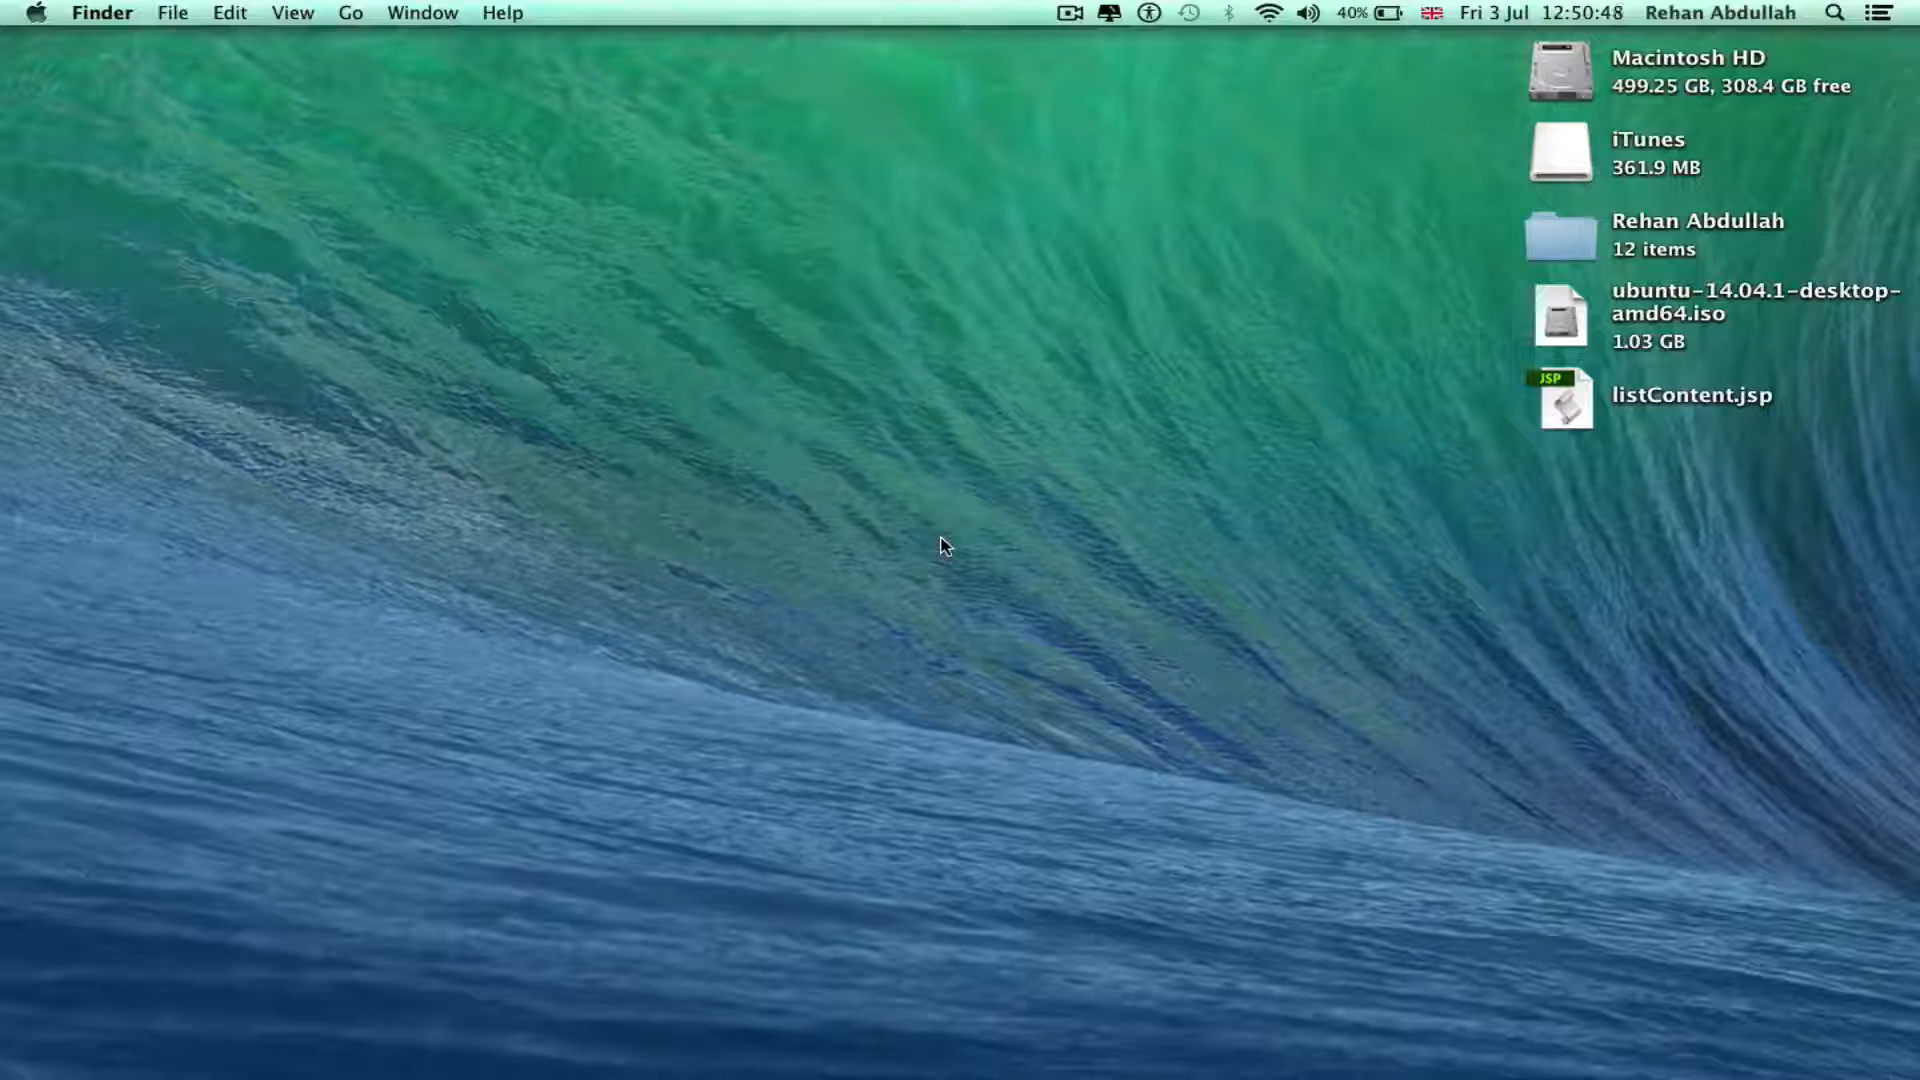 Finder File Edit View Go Window Help 40% Fri 3 Jul 12:50:48 Rehan Abdullah
Macintosh HD
499.25 GB, 308.4 GB free
iTunes
361.9 MB
Rehan Abdullah
12 items
ubuntu-14.04.1-desktop-
amd64.iso
1.03 GB
JSP
listContent.jsp